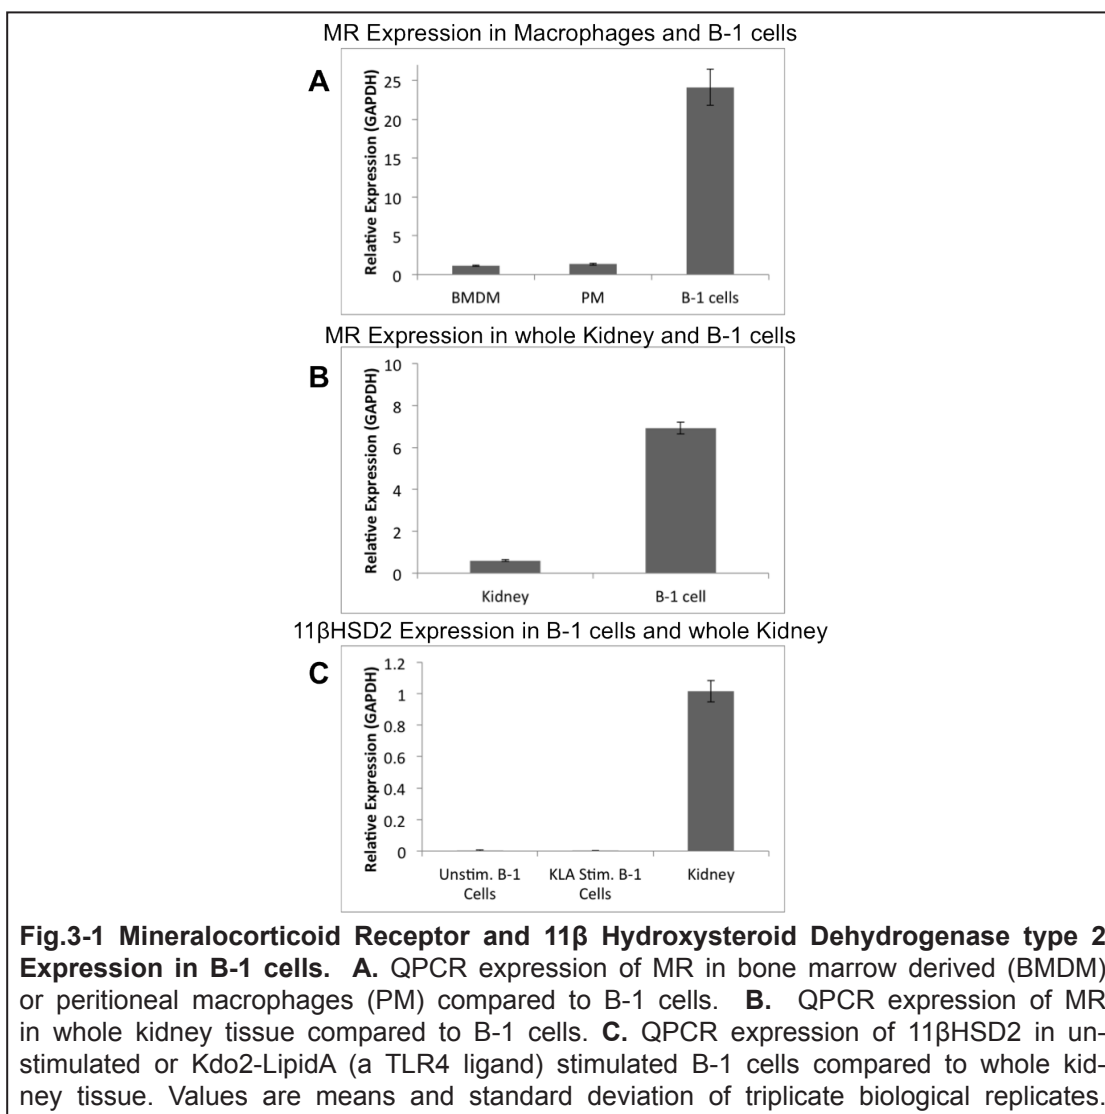 MR Expression in Macrophages and B-1 cells
A
Relative Expression (GAPDH)
25
20
15
10
5
0
BMDM PM B-1 cells
MR Expression in whole Kidney and B-1 cells
B
Relative Expression (GAPDH)
10
8
6
4
2
0
Kidney B-1 cell
11βHSD2 Expression in B-1 cells and whole Kidney
C
Relative Expression (GAPDH)
1.2
1
0.8
0.6
0.4
0.2
0
Unstim. B-1 KLA Stim. B-1 Kidney
Cells Cells
Fig.3-1 Mineralocorticoid Receptor and 11β Hydroxysteroid Dehydrogenase type 2
Expression in B-1 cells. A. QPCR expression of MR in bone marrow derived (BMDM)
or peritoneal macrophages (PM) compared to B-1 cells. B. QPCR expression of MR
in whole kidney tissue compared to B-1 cells. C. QPCR expression of 11βHSD2 in un-
stimulated or Kdo2-LipidA (a TLR4 ligand) stimulated B-1 cells compared to whole kid-
ney tissue. Values are means and standard deviation of triplicate biological replicates.